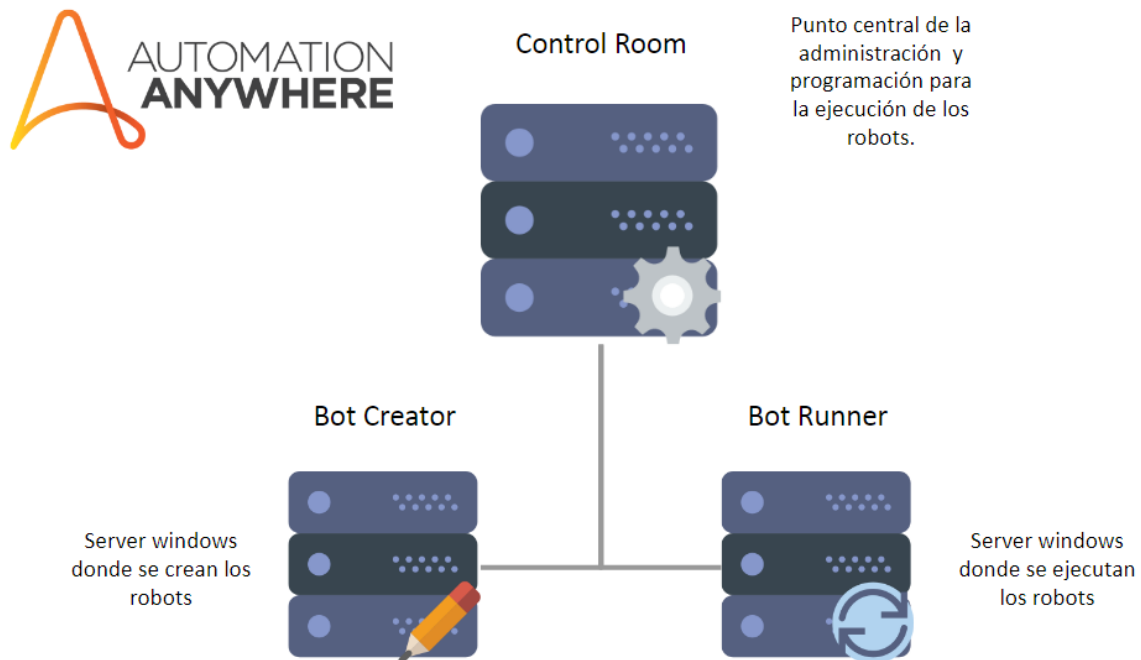 AUTOMATION
ANYWHERE
Control Room
Punto central de la
administración y
programación para
la ejecución de los
robots.
Bot Creator
Bot Runner
Server windows
donde se crean los
robots
Server windows
donde se ejecutan
los robots